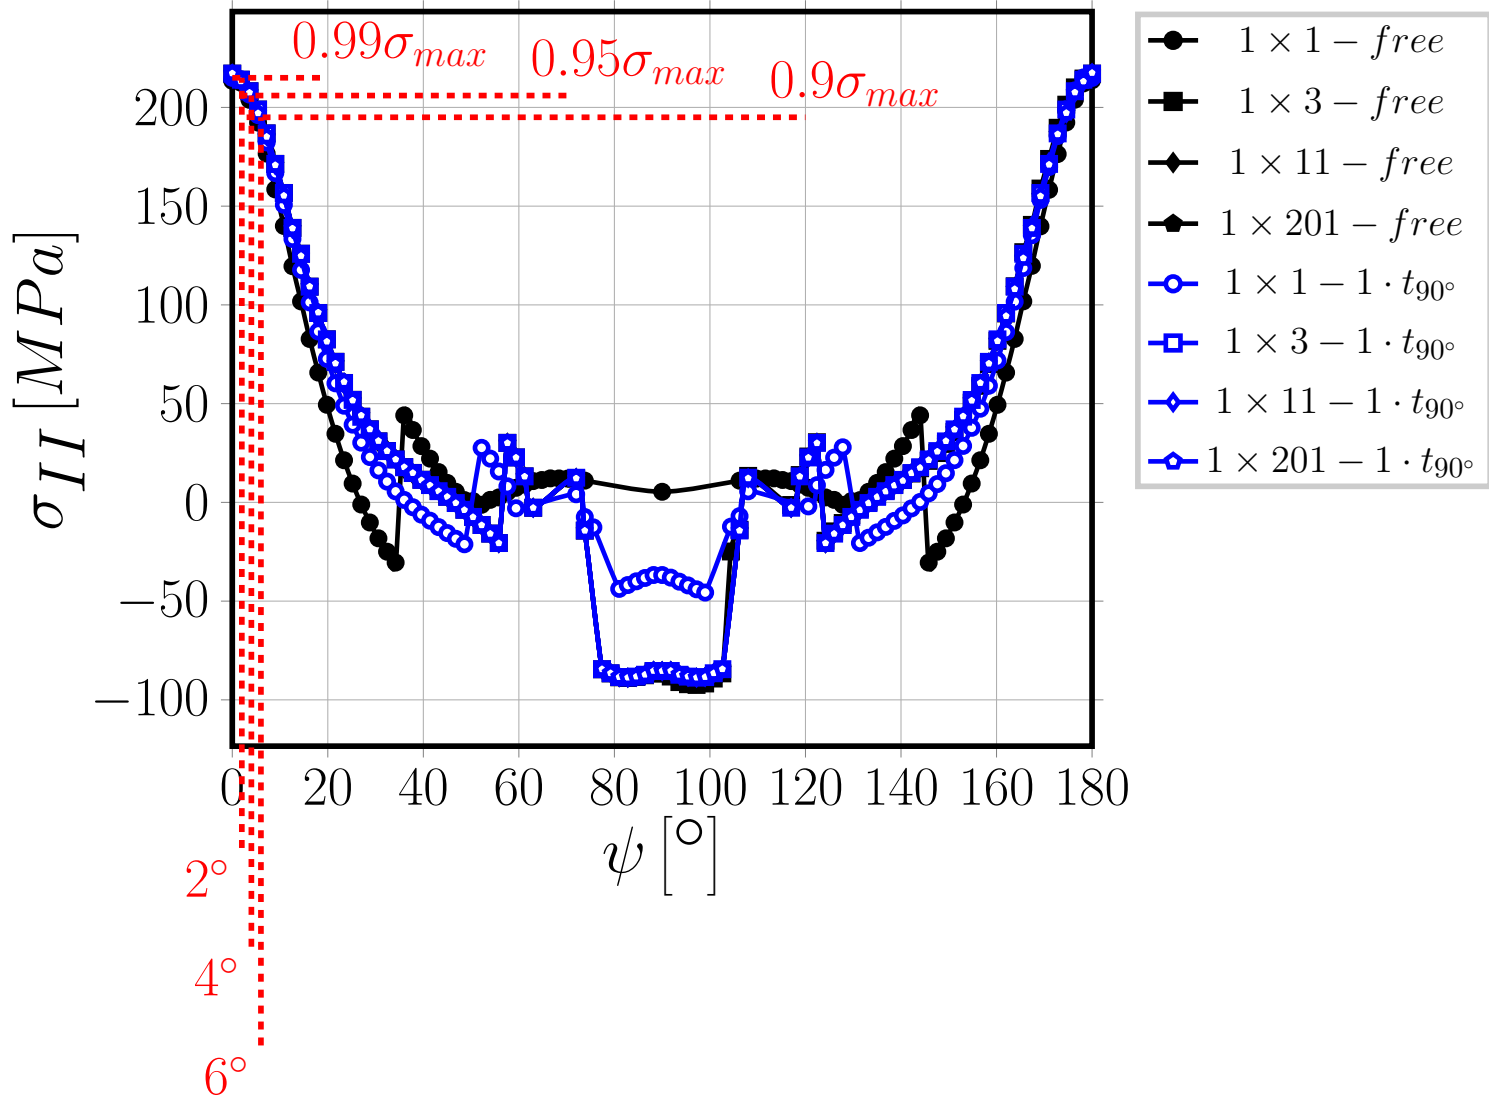 0.99σmax
0.95σmax
0.9σmax
200
150
100
50
0
−50
−100
σII [MPa]
0 20 40 60 80 100 120 140 160 180
ψ [°]
2°
4°
6°
1 × 1 − free
1 × 3 − free
1 × 11 − free
1 × 201 − free
1 × 1 − 1 · t90°
1 × 3 − 1 · t90°
1 × 11 − 1 · t90°
1 × 201 − 1 · t90°